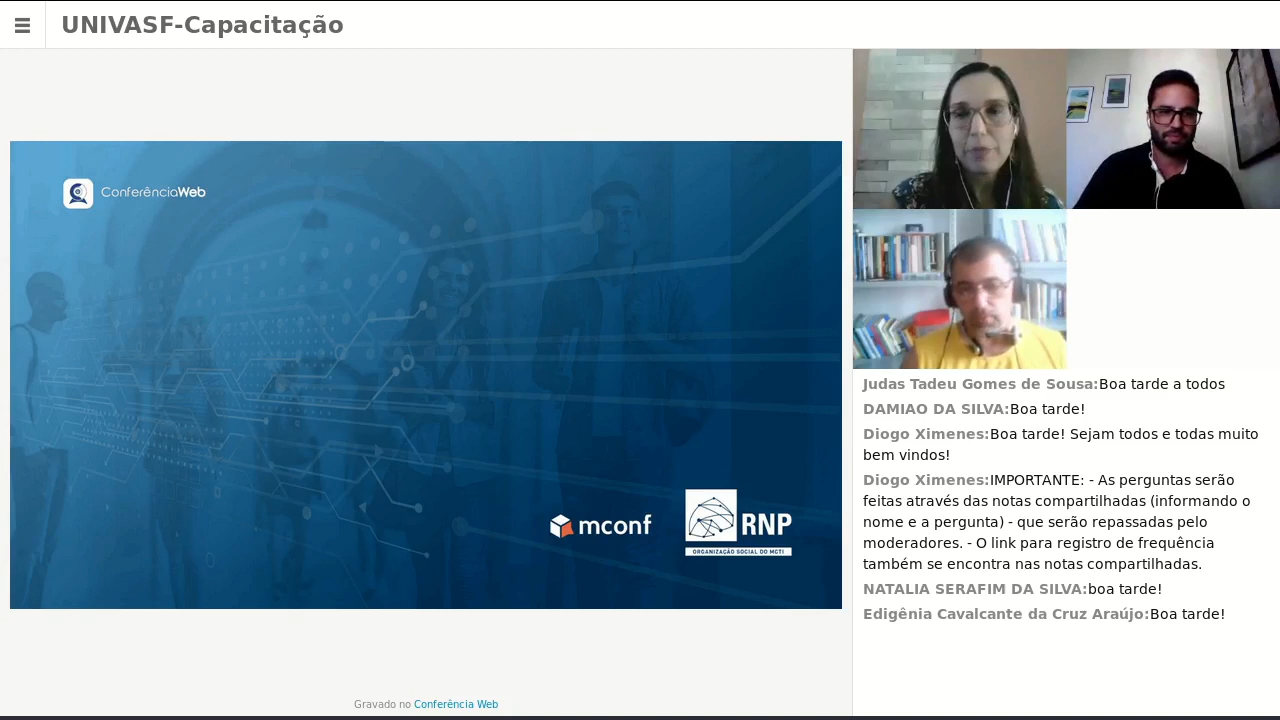 UNIVASF-Capacitação
ConferênciaWeb
mconf
RNP
ORGANIZAÇÃO SOCIAL DO MCTI
Gravado no Conferência Web
Judas Tadeu Gomes de Sousa:Boa tarde a todos
DAMIAO DA SILVA:Boa tarde!
Diogo Ximenes:Boa tarde! Sejam todos e todas muito
bem vindos!
Diogo Ximenes:IMPORTANTE: - As perguntas serão
feitas através das notas compartilhadas (informando o
nome e a pergunta) - que serão repassadas pelo
moderadores. - O link para registro de frequência
também se encontra nas notas compartilhadas.
NATALIA SERAFIM DA SILVA:boa tarde!
Edigênia Cavalcante da Cruz Araújo:Boa tarde!